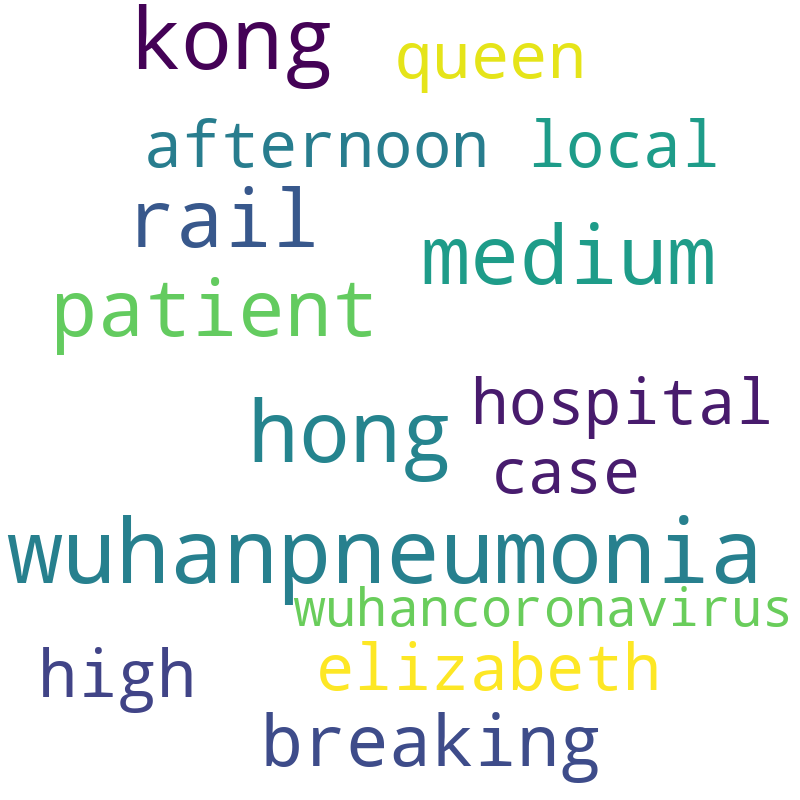 kong queen
afternoon local
rail
medium
patient
hospital
hong
case
wuhanpneumonia
wuhancoronavirus
high elizabeth
breaking